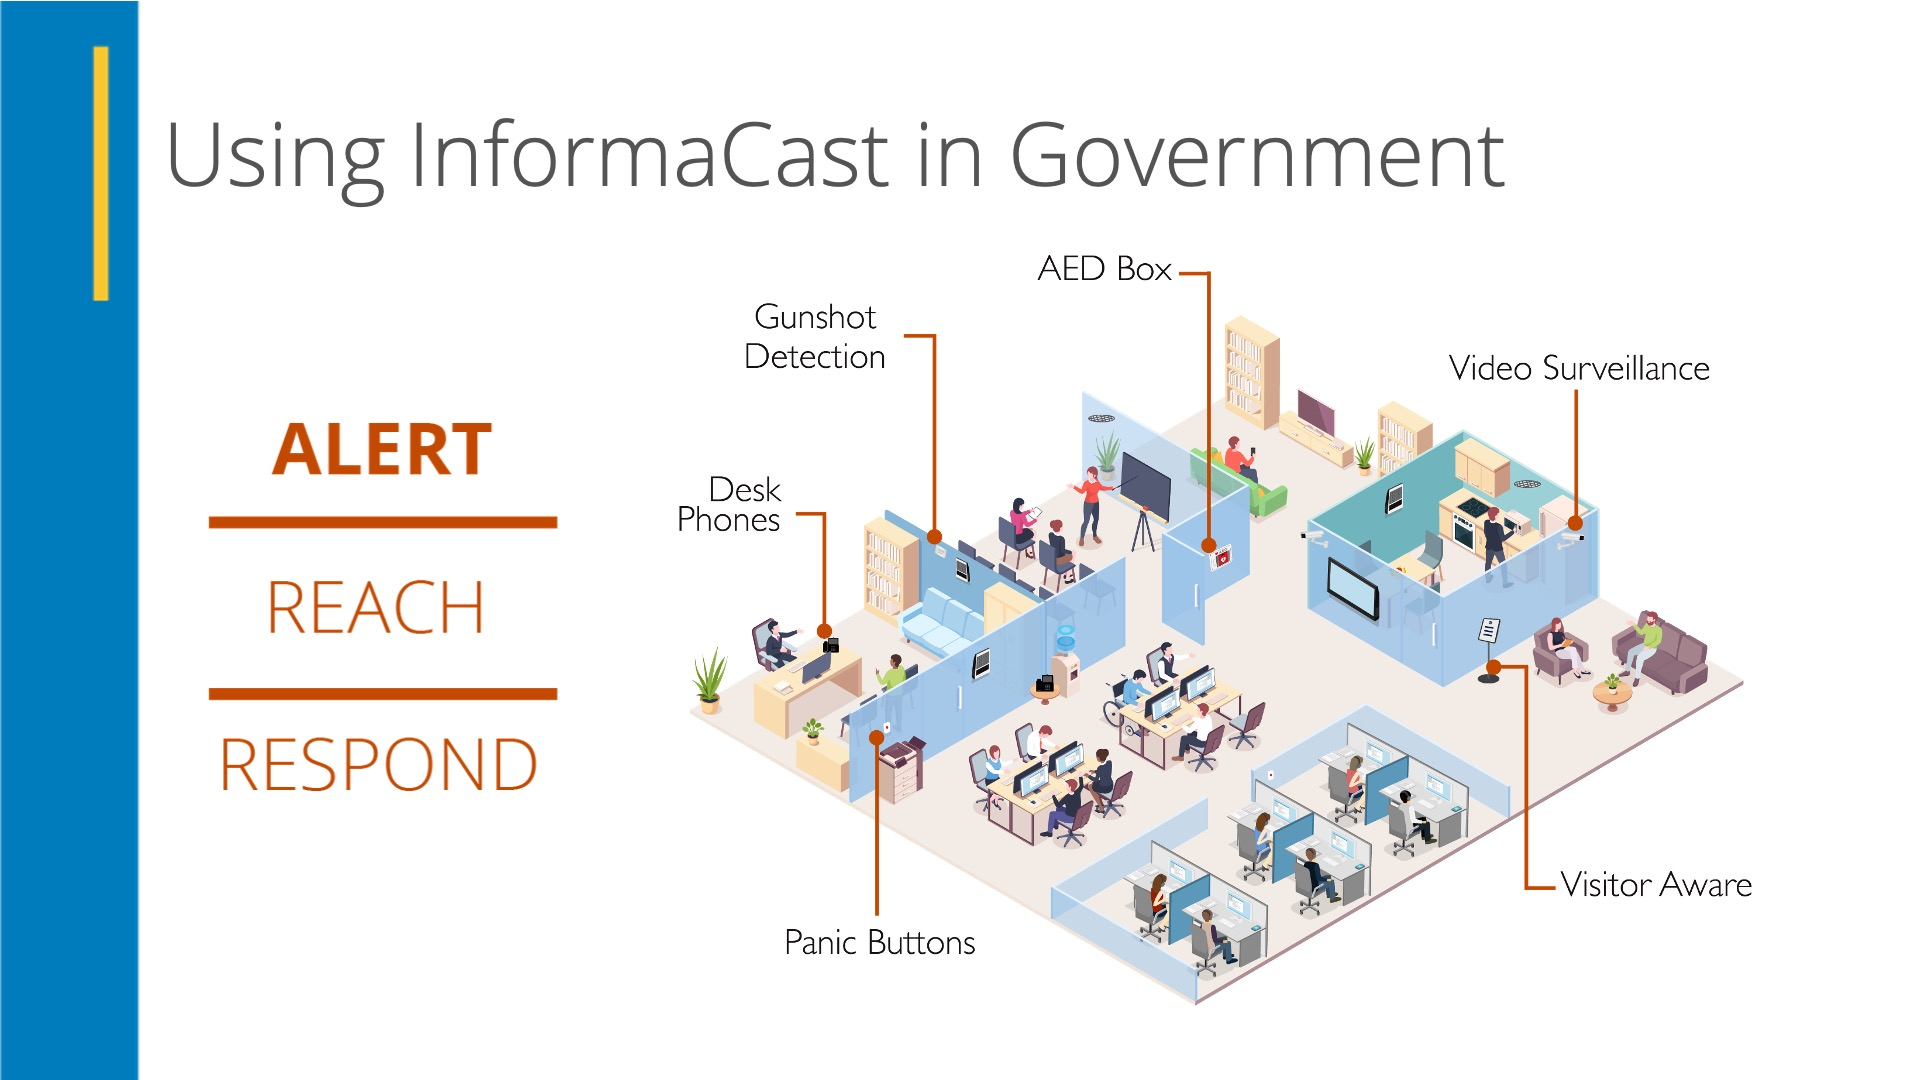 Using InformaCast in Government
ALERT
REACH
RESPOND
AED Box
Gunshot
Detection
Video Surveillance
Desk
Phones
Visitor Aware
Panic Buttons